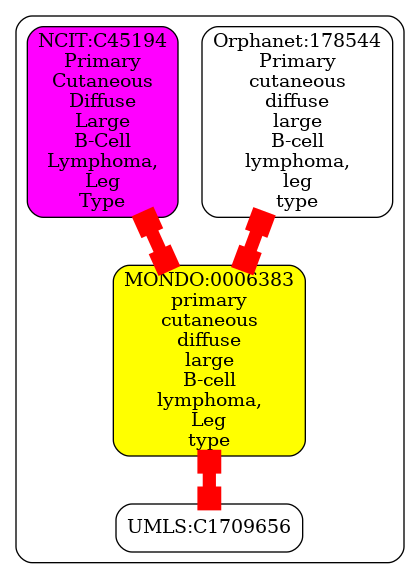 NCIT:C45194
Primary
Cutaneous
Diffuse
Large
B-Cell
Lymphoma,
Leg
Type
Orphanet:178544
Primary
cutaneous
diffuse
large
B-cell
lymphoma,
leg
type
MONDO:0006383
primary
cutaneous
diffuse
large
B-cell
lymphoma,
Leg
type
UMLS:C1709656